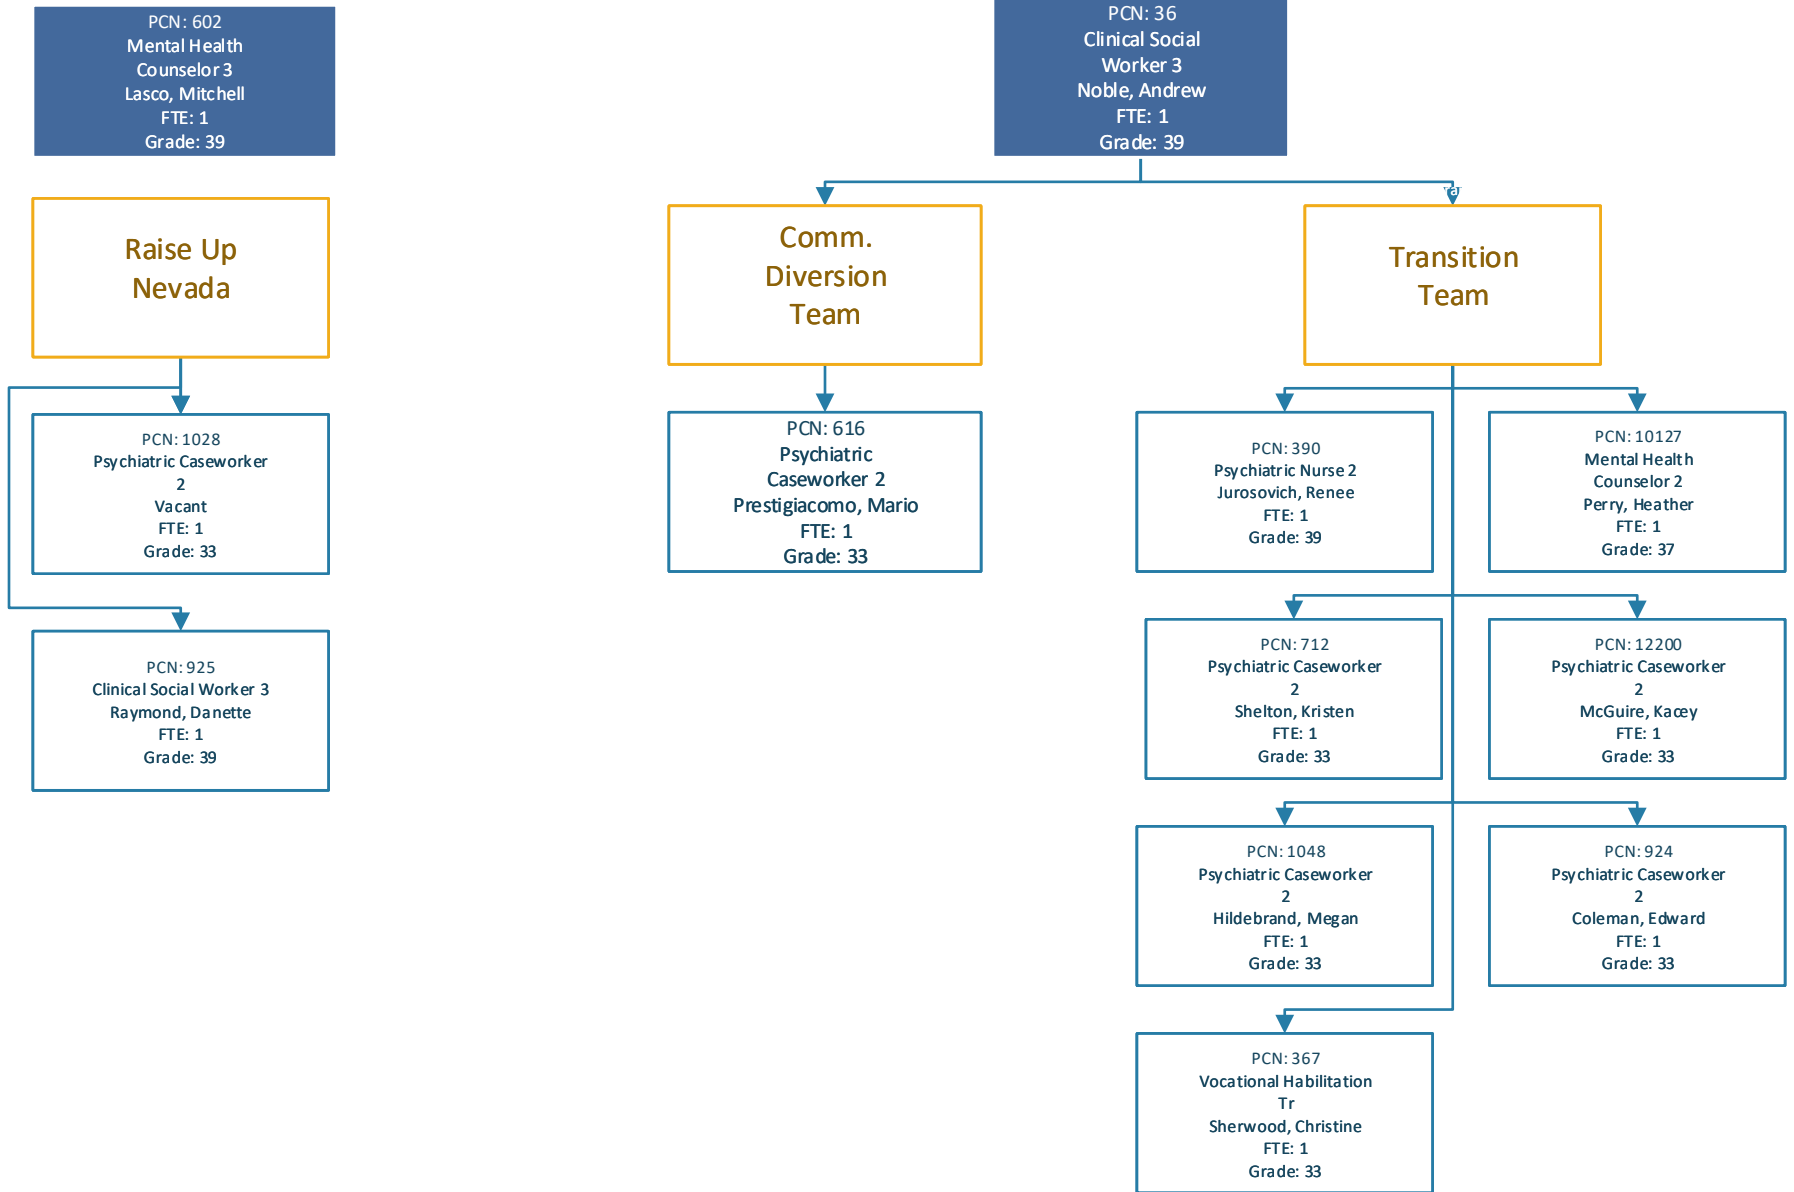 PCN: 602
Mental Health
Counselor 3
Lasco, Mitchell
FTE: 1
Grade: 39
PCN: 36
Clinical Social
Worker 3
Noble, Andrew
FTE: 1
Grade: 39
Raise Up
Nevada
Comm.
Diversion
Team
Transition
Team
PCN: 1028
Psychiatric Caseworker
2
Vacant
FTE: 1
Grade: 33
PCN: 616
Psychiatric
Caseworker 2
Prestigiacomo, Mario
FTE: 1
Grade: 33
PCN: 390
Psychiatric Nurse 2
Jurosovich, Renee
FTE: 1
Grade: 39
PCN: 10127
Mental Health
Counselor 2
Perry, Heather
FTE: 1
Grade: 37
PCN: 925
Clinical Social Worker 3
Raymond, Danette
FTE: 1
Grade: 39
PCN: 712
Psychiatric Caseworker
2
Shelton, Kristen
FTE: 1
Grade: 33
PCN: 12200
Psychiatric Caseworker
2
McGuire, Kacey
FTE: 1
Grade: 33
PCN: 1048
Psychiatric Caseworker
2
Hildebrand, Megan
FTE: 1
Grade: 33
PCN: 924
Psychiatric Caseworker
2
Coleman, Edward
FTE: 1
Grade: 33
PCN: 367
Vocational Habilitation
Tr
Sherwood, Christine
FTE: 1
Grade: 33